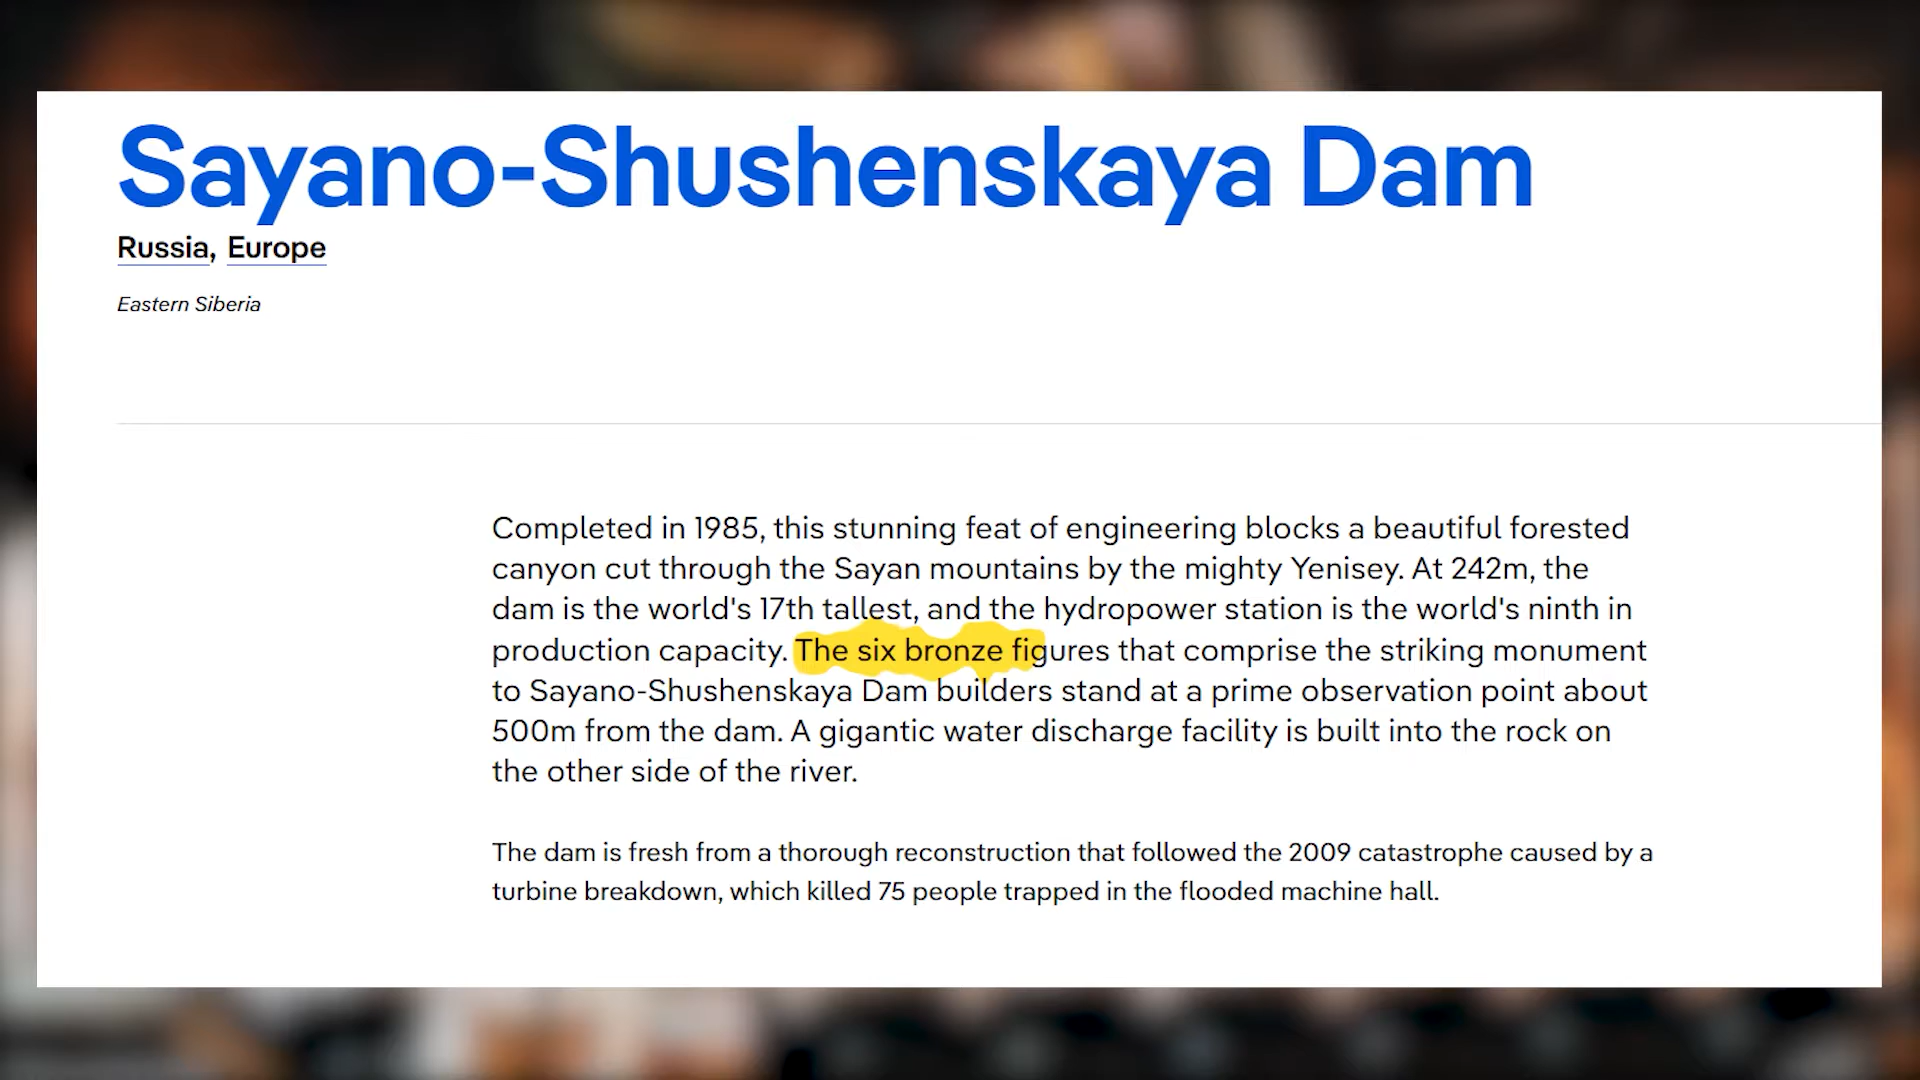 Sayano-Shushenskaya Dam
Russia, Europe
Eastern Siberia
Completed in 1985, this stunning feat of engineering blocks a beautiful forested
canyon cut through the Sayan mountains by the mighty Yenisey. At 242m, the
dam is the world's 17th tallest, and the hydropower station is the world's ninth in
production capacity. The six bronze figures that comprise the striking monument
to Sayano-Shushenskaya Dam builders stand at a prime observation point about
500m from the dam. A gigantic water discharge facility is built into the rock on
the other side of the river.
The dam is fresh from a thorough reconstruction that followed the 2009 catastrophe caused by a
turbine breakdown, which killed 75 people trapped in the flooded machine hall.